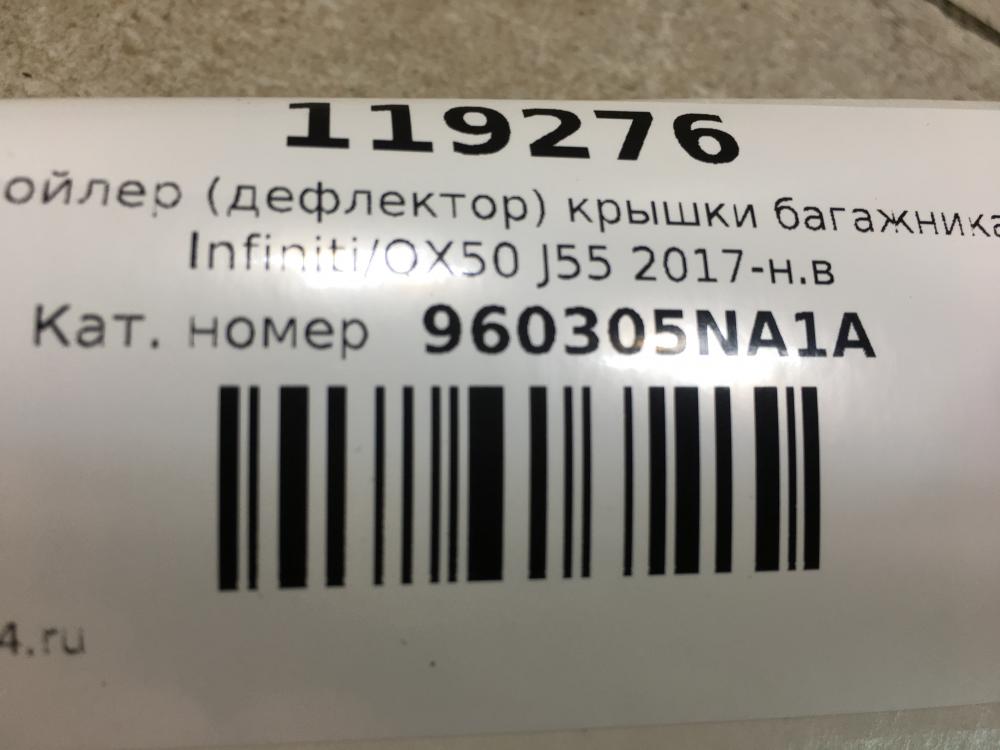 119276
ойлер (дефлектор) крышки багажника
Infiniti/QX50 J55 2017-н.в
Кат. номер 960305NA1A
4.ru